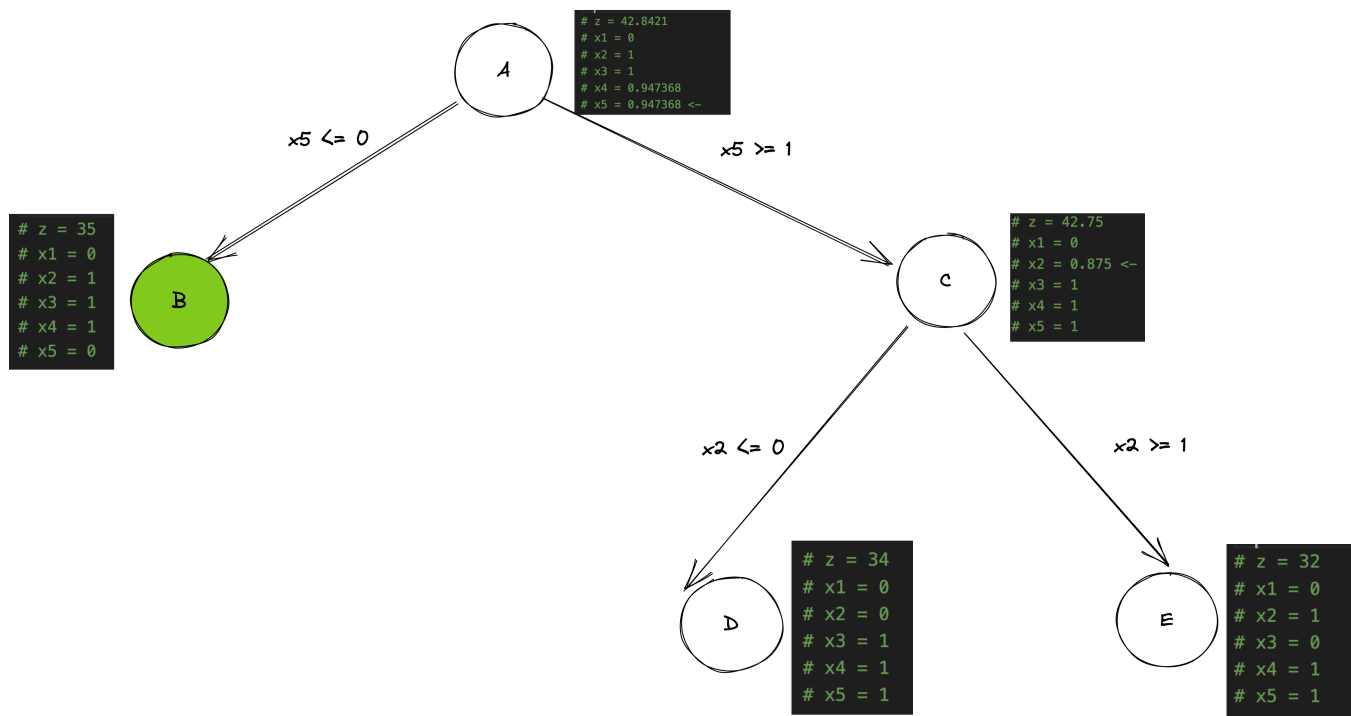 A
# z = 42.8421
# x1 = 0
# x2 = 1
# x3 = 1
# x4 = 0.947368
# x5 = 0.947368 <-
x5 <= 0
x5 >= 1
# z = 35
# x1 = 0
# x2 = 1
# x3 = 1
# x4 = 1
# x5 = 0
B
C
# z = 42.75
# x1 = 0
# x2 = 0.875 <-
# x3 = 1
# x4 = 1
# x5 = 1
x2 <= 0
x2 >= 1
D
# z = 34
# x1 = 0
# x2 = 0
# x3 = 1
# x4 = 1
# x5 = 1
E
# z = 32
# x1 = 0
# x2 = 1
# x3 = 0
# x4 = 1
# x5 = 1